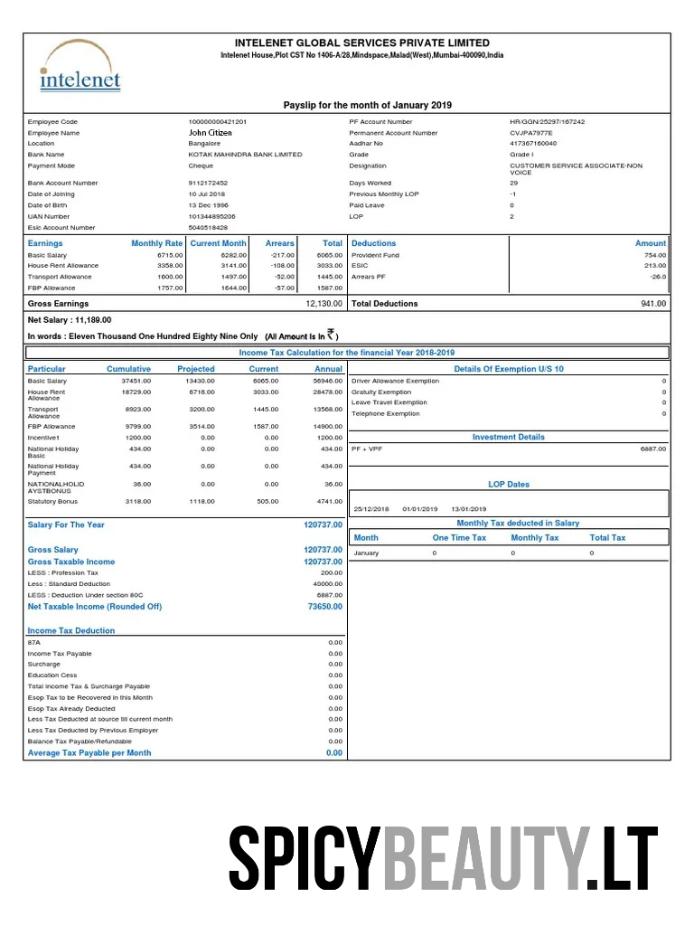 INTELENET GLOBAL SERVICES PRIVATE LIMITED
Intelenet House,Plot CST No 1406-A/28,Mindspace,Malad(West),Mumbai-400090,India
intelenet
Payslip for the month of January 2019
Employee Code 100000000421201 PF Account Number HR/GGN/25297/167242
Employee Name John Citizen Permanent Account Number CVJPA7977E
Location Bangalore Aadhar No 417367160040
Bank Name KOTAK MAHINDRA BANK LIMITED Grade Grade I
Payment Mode Cheque Designation CUSTOMER SERVICE ASSOCIATE-NON
VOICE
Bank Account Number 9112172452 Days Worked 29
Date of Joining 10 Jul 2018 Previous Monthly LOP -1
Date of Birth 13 Dec 1996 Paid Leave 0
UAN Number 101344895206 LOP 2
Esic Account Number 5040518428
Earnings Monthly Rate Current Month Arrears Total Deductions Amount
Basic Salary 6715.00 6282.00 -217.00 6065.00 Provident Fund 754.00
House Rent Allowance 3358.00 3141.00 -108.00 3033.00 ESIC 213.00
Transport Allowance 1600.00 1497.00 -52.00 1445.00 Arrears PF -26.0
FBP Allowance 1757.00 1644.00 -57.00 1587.00
Gross Earnings 12,130.00 Total Deductions 941.00
Net Salary : 11,189.00
In words : Eleven Thousand One Hundred Eighty Nine Only (All Amount Is In ₹ )
Income Tax Calculation for the financial Year 2018-2019
Particular Cumulative Projected Current Annual
Basic Salary 37451.00 13430.00 6065.00 56946.00
House Rent
Allowance 18729.00 6716.00 3033.00 28478.00
Transport
Allowance 8923.00 3200.00 1445.00 13568.00
FBP Allowance 9799.00 3514.00 1587.00 14900.00
Incentive1 1200.00 0.00 0.00 1200.00
National Holiday
Basic 434.00 0.00 0.00 434.00
National Holiday
Payment 434.00 0.00 0.00 434.00
NATIONALHOLID
AYSTBONUS 36.00 0.00 0.00 36.00
Statutory Bonus 3118.00 1118.00 505.00 4741.00
Salary For The Year 120737.00
Gross Salary 120737.00
Gross Taxable Income 120737.00
LESS : Profession Tax 200.00
Less : Standard Deduction 40000.00
LESS : Deduction Under section 80C 6887.00
Net Taxable Income (Rounded Off) 73650.00
Income Tax Deduction
87A 0.00
Income Tax Payable 0.00
Surcharge 0.00
Education Cess 0.00
Total Income Tax & Surcharge Payable 0.00
Esop Tax to be Recovered in this Month 0.00
Esop Tax Already Deducted 0.00
Less Tax Deducted at source till current month 0.00
Less Tax Deducted by Previous Employer 0.00
Balance Tax Payable/Refundable 0.00
Average Tax Payable per Month 0.00
Details Of Exemption U/S 10
Driver Allowance Exemption 0
Gratuity Exemption 0
Leave Travel Exemption 0
Telephone Exemption 0
Investment Details
PF + VPF 6887.00
LOP Dates
25/12/2018 01/01/2019 13/01/2019
Monthly Tax deducted in Salary
Month One Time Tax Monthly Tax Total Tax
January 0 0 0
SPICYBEAUTY.LT